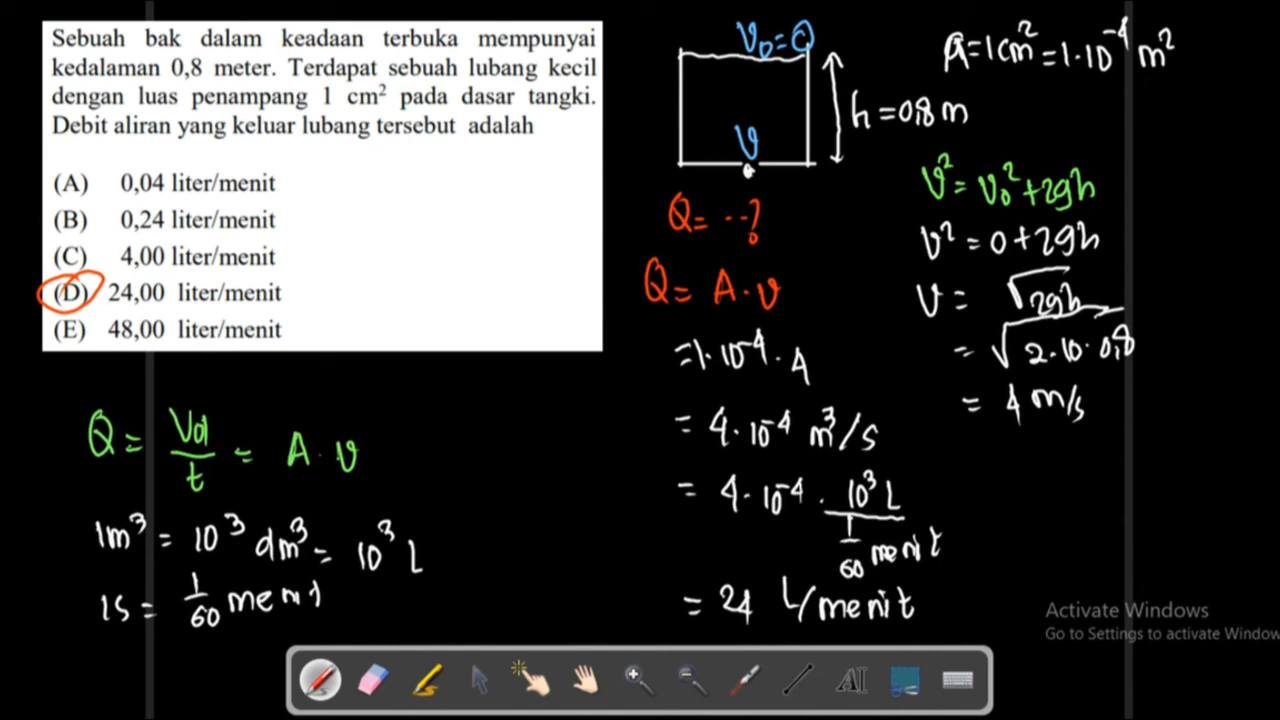 Sebuah bak dalam keadaan terbuka mempunyai
kedalaman 0,8 meter. Terdapat sebuah lubang kecil
dengan luas penampang 1 cm² pada dasar tangki.
Debit aliran yang keluar lubang tersebut adalah
(A) 0,04 liter/menit
(B) 0,24 liter/menit
(C) 4,00 liter/menit
(D) 24,00 liter/menit
(E) 48,00 liter/menit
Q = Vol/t = A · v
1m³ = 10³ dm³ = 10³ L
1s = 1/60 menit
V₀ = 0
V
h = 0,8 m
Q = ...?
Q = A · v
= 1 · 10⁻⁴ · 4
= 4 · 10⁻⁴ m³/s
= 4 · 10⁻⁴ · 10³ L / 1/60 menit
= 24 L/menit
A = 1 cm² = 1 · 10⁻⁴ m²
V² = V₀² + 2gh
V² = 0 + 2gh
V = √2gh
= √2 · 10 · 0,8
= 4 m/s
Activate Windows
Go to Settings to activate Window
AI